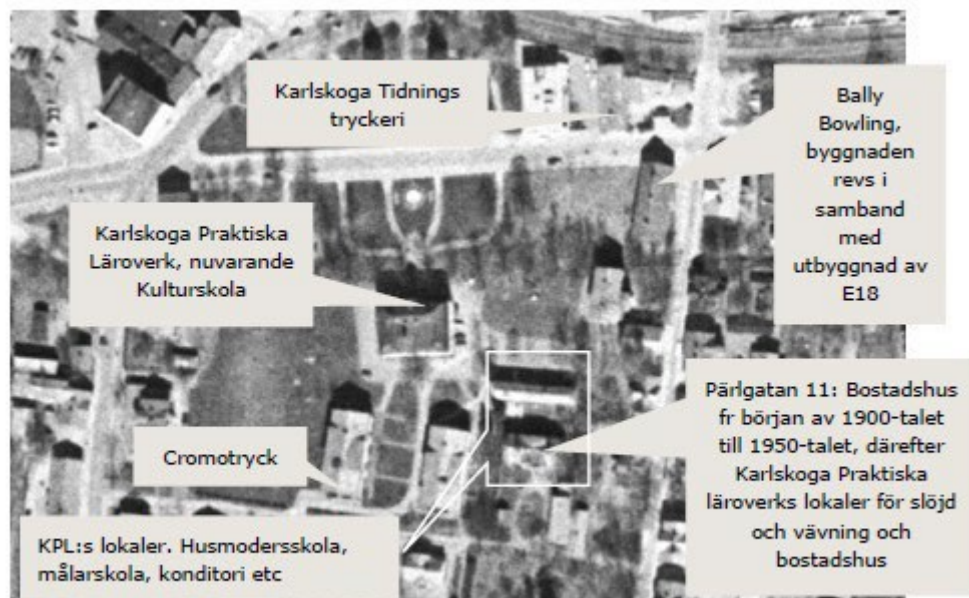 Karlskoga Tidnings
tryckeri
Bally
Bowling,
byggnaden
revs i
samband
med
utbyggnad av
E18
Karlskoga Praktiska
Läroverk, nuvarande
Kulturskola
Pärlgatan 11: Bostadshus
fr början av 1900-talet
till 1950-talet, därefter
Karlskoga Praktiska
läroverks lokaler för slöjd
och vävning och
bostadshus
Cromotryck
KPL:s lokaler. Husmodersskola,
målarskola, konditori etc